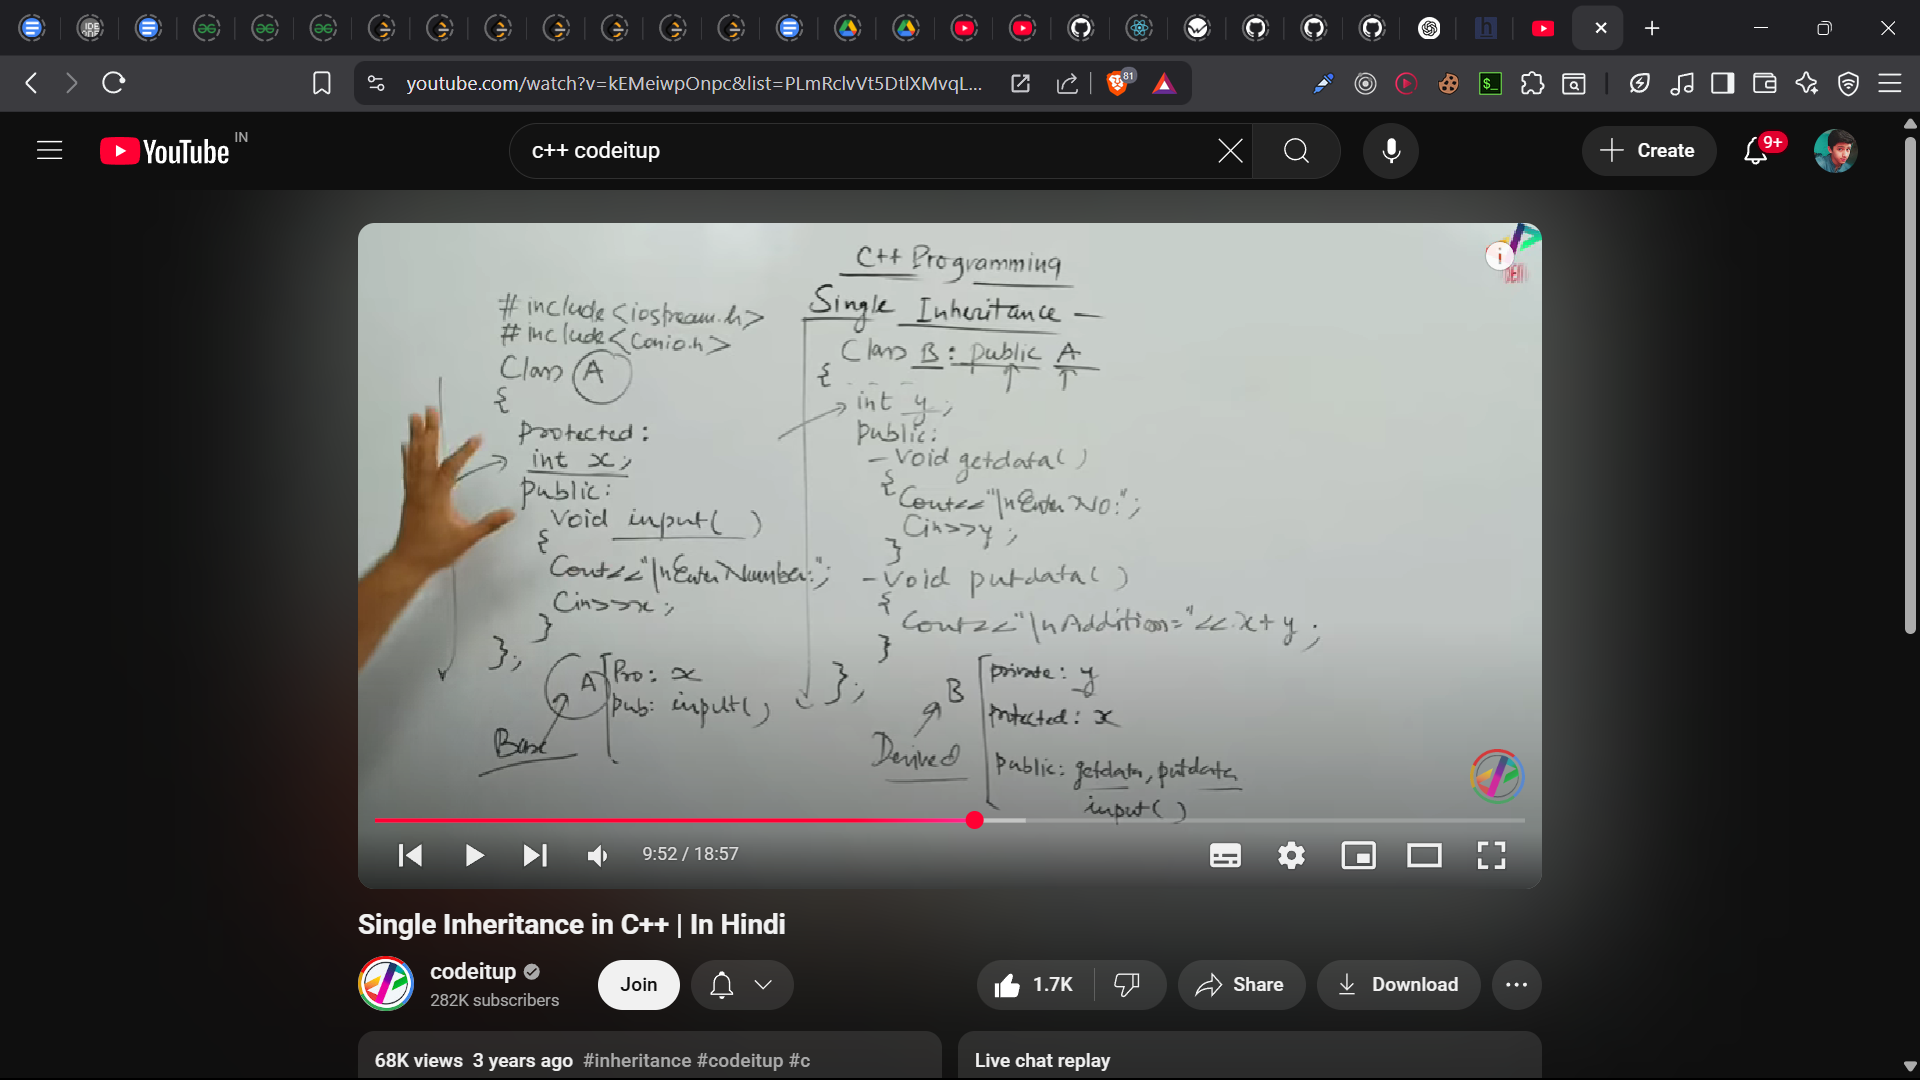 youtube.com/watch?v=kEMeiwpOnpc&list=PLmRclvVt5DtlXMvqL...
81
YouTube IN
c++ codeitup
Create
9+
C++ Programming
Single Inheritance
#include<iostream.h>
#include<conio.h>
Class A
{
protected:
int x;
public:
Void input( )
{
Cout<<"\nEnter Number:";
Cin>>x;
}
};
A
Pro: x
Pub: input( )
Base
Class B : public A
{
int y;
public:
- Void getdata( )
{
Cout<<"\nEnter No:";
Cin>>y;
}
- Void putdata( )
{
Cout<<"\nAddition="<<x+y;
}
};
B
Derived
private: y
protected: x
public: getdata, putdata
input( )
9:52 / 18:57
Single Inheritance in C++ | In Hindi
codeitup
282K subscribers
Join
1.7K
Share
Download
68K views 3 years ago #inheritance #codeitup #c
Live chat replay